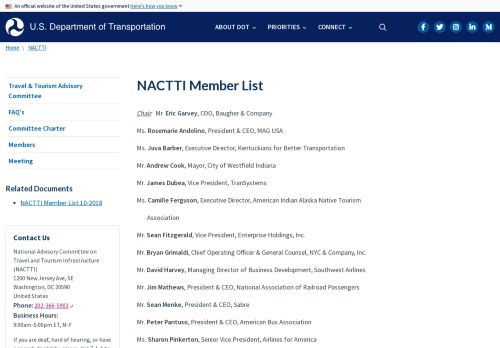 An official website of the United States government Here's how you know
U.S. Department of Transportation
ABOUT DOT
PRIORITIES
CONNECT
Home \ NACTTI
Travel & Tourism Advisory
Committee
FAQ's
Committee Charter
Members
Meeting
Related Documents
NACTTI Member List 10-2018
Contact Us
National Advisory Committee on
Travel and Tourism Infrastructure
(NACTTI)
1200 New Jersey Ave, SE
Washington, DC 20590
United States
Phone: 202-366-5903
Business Hours:
9:00am-5:00pm ET, M-F
If you are deaf, hard of hearing, or have
NACTTI Member List
Chair: Mr. Eric Garvey, COO, Baugher & Company
Ms. Rosemarie Andolino, President & CEO, MAG USA
Ms. Juva Barber, Executive Director, Kentuckians for Better Transportation
Mr. Andrew Cook, Mayor, City of Westfield Indiana
Mr. James Dubea, Vice President, TranSystems
Ms. Camille Ferguson, Executive Director, American Indian Alaska Native Tourism
Association
Mr. Sean Fitzgerald, Vice President, Enterprise Holdings, Inc.
Mr. Bryan Grimaldi, Chief Operating Officer & General Counsel, NYC & Company, Inc.
Mr. David Harvey, Managing Director of Business Development, Southwest Airlines
Mr. Jim Mathews, President & CEO, National Association of Railroad Passengers
Mr. Sean Menke, President & CEO, Sabre
Mr. Peter Pantuso, President & CEO, American Bus Association
Ms. Sharon Pinkerton, Senior Vice President, Airlines for America